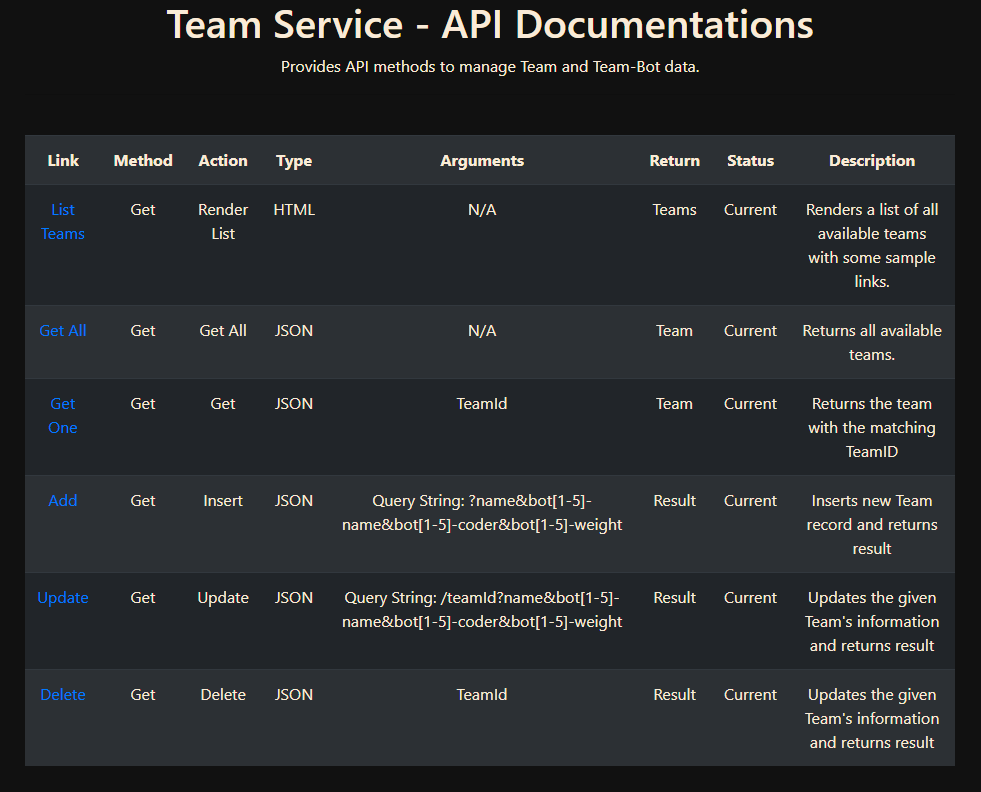 Team Service - API Documentations
Provides API methods to manage Team and Team-Bot data.
Link Method Action Type Arguments Return Status Description
List Teams Get Render List HTML N/A Teams Current Renders a list of all available teams with some sample links.
Get All Get Get All JSON N/A Team Current Returns all available teams.
Get One Get Get JSON TeamId Team Current Returns the team with the matching TeamID
Add Get Insert JSON Query String: ?name&bot[1-5]-name&bot[1-5]-coder&bot[1-5]-weight Result Current Inserts new Team record and returns result
Update Get Update JSON Query String: /teamId?name&bot[1-5]-name&bot[1-5]-coder&bot[1-5]-weight Result Current Updates the given Team's information and returns result
Delete Get Delete JSON TeamId Result Current Updates the given Team's information and returns result